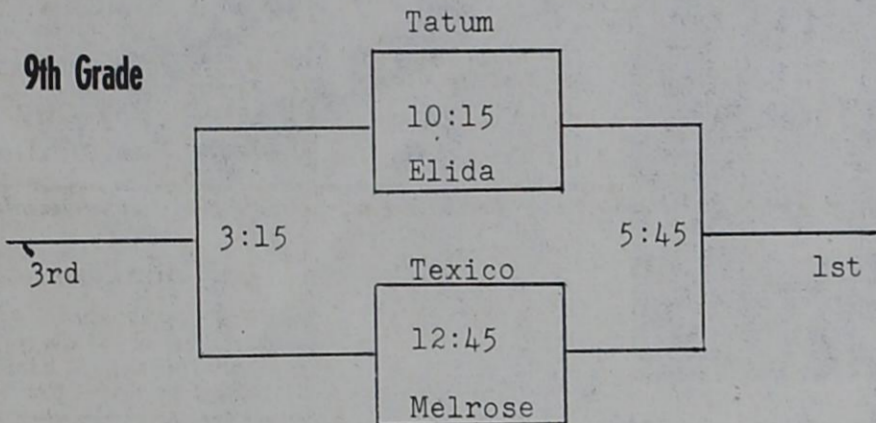 Tatum
9th Grade
10:15
Elida
3:15
5:45
3rd
Texico
1st
12:45
Melrose